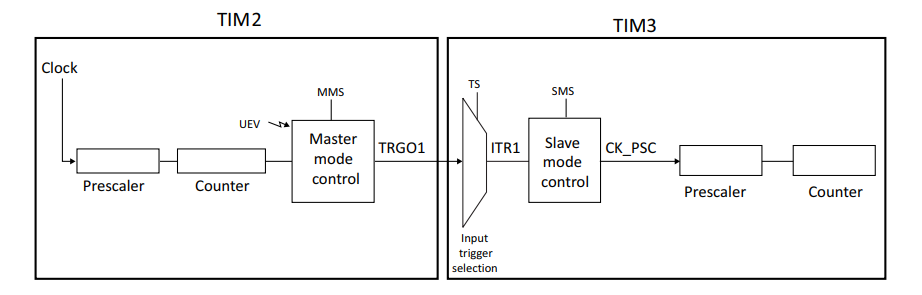 TIM2
TIM3
Clock
MMS
UEV
Master
mode
control
TRGO1
Prescaler
Counter
TS
ITR1
SMS
Slave
mode
control
CK_PSC
Prescaler
Counter
Input
trigger
selection